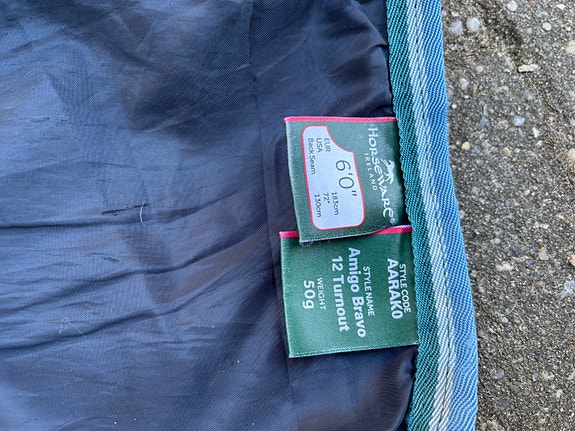 HORSEWARE®
IRELAND
6'0"
EUR 183cm
USA 72"
Back Seam 130cm
STYLE CODE
AARAK0
STYLE NAME
Amigo Bravo
12 Turnout
WEIGHT
50g